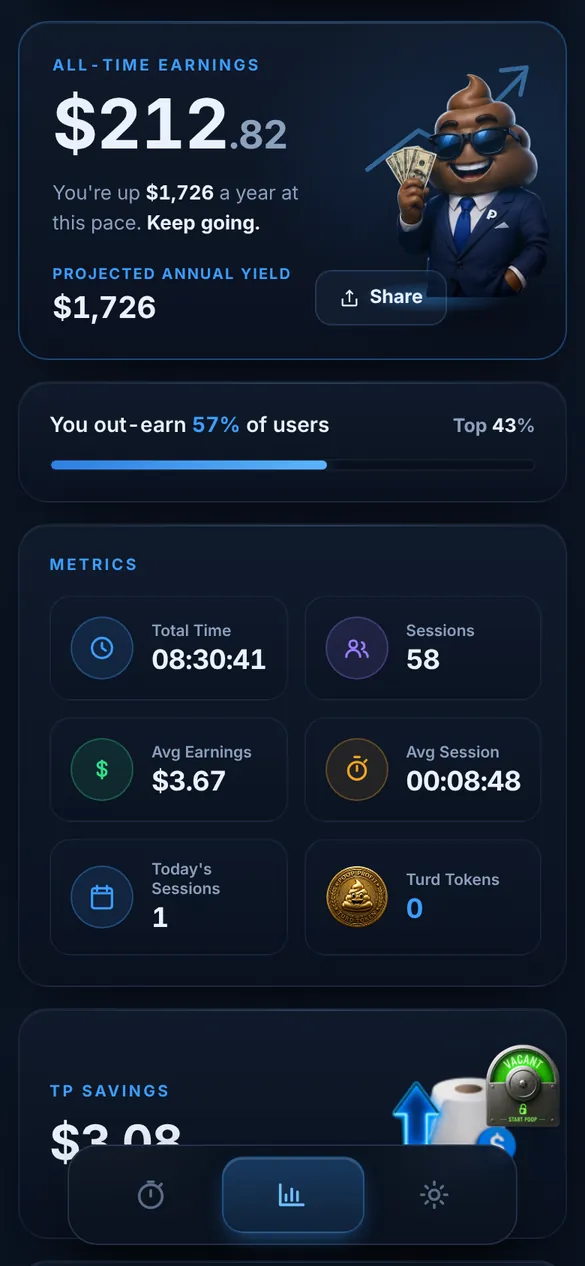 ALL-TIME EARNINGS
$212.82
You're up $1,726 a year at
this pace. Keep going.
PROJECTED ANNUAL YIELD
$1,726
Share
You out-earn 57% of users
Top 43%
METRICS
Total Time
08:30:41
Sessions
58
Avg Earnings
$3.67
Avg Session
00:08:48
Today's
Sessions
1
Turd Tokens
0
TP SAVINGS
$3.08
VACANT
START POOP